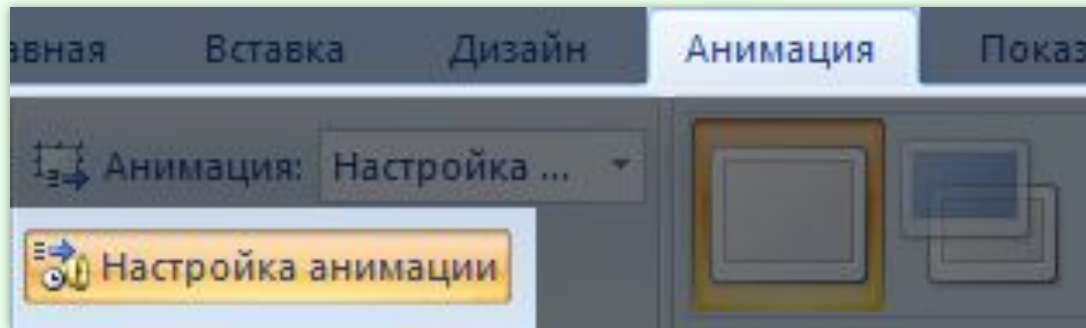 авная Вставка Дизайн Анимация Показ
Анимация: Настройка ...
Настройка анимации